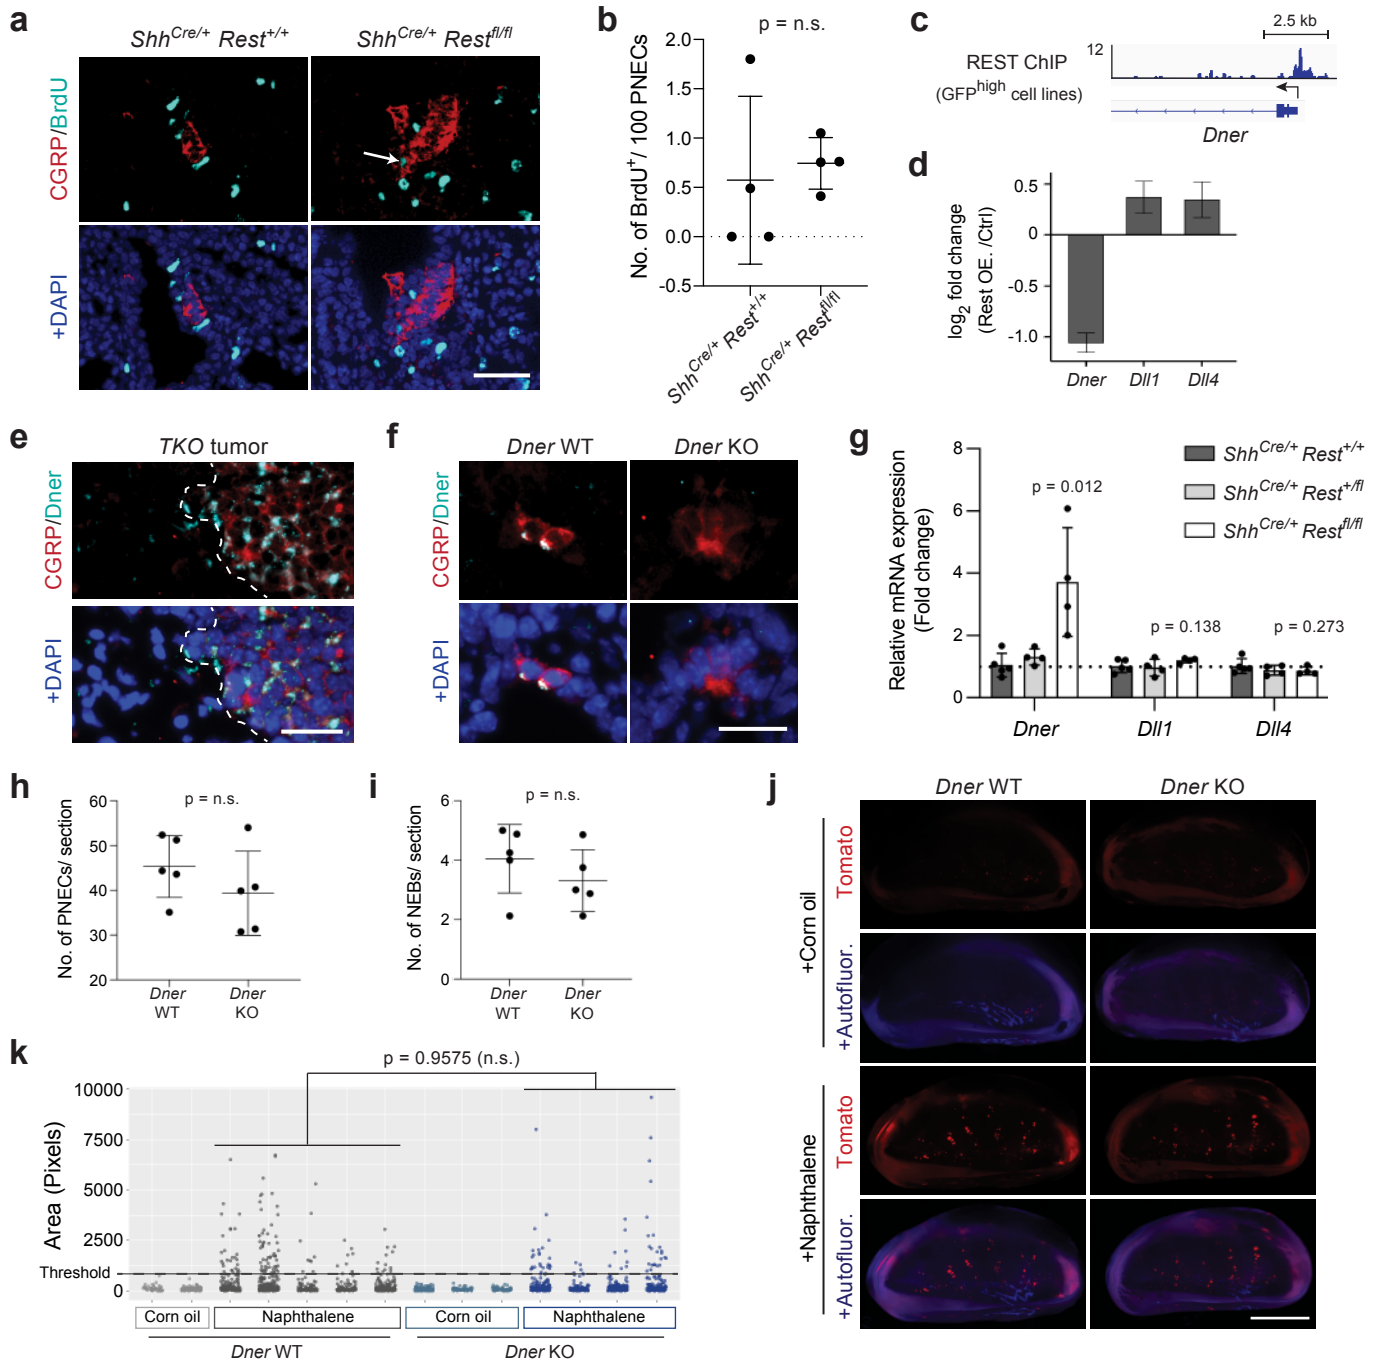 a
Shh^Cre/+ Rest^+/+
Shh^Cre/+ Rest^fl/fl
CGRP/BrdU
+DAPI
b
p = n.s.
No. of BrdU⁺/ 100 PNECs
2.0
1.5
1.0
0.5
0.0
-0.5
Shh^Cre/+ Rest^+/+
Shh^Cre/+ Rest^fl/fl
c
2.5 kb
REST ChIP
(GFP^high cell lines)
12
Dner
d
log₂ fold change
(Rest OE. /Ctrl)
0.5
0
-0.5
-1.0
Dner Dll1 Dll4
e
TKO tumor
CGRP/Dner
+DAPI
f
Dner WT
Dner KO
CGRP/Dner
+DAPI
g
Relative mRNA expression
(Fold change)
8
6
4
2
0
Shh^Cre/+ Rest^+/+
Shh^Cre/+ Rest^+/fl
Shh^Cre/+ Rest^fl/fl
p = 0.012
p = 0.138
p = 0.273
Dner Dll1 Dll4
h
p = n.s.
No. of PNECs/ section
60
50
40
30
20
Dner
WT
Dner
KO
i
p = n.s.
No. of NEBs/ section
6
4
2
0
Dner
WT
Dner
KO
j
Dner WT
Dner KO
+Corn oil
Tomato
+Autofluor.
+Naphthalene
Tomato
+Autofluor.
k
p = 0.9575 (n.s.)
Area (Pixels)
10000
7500
5000
2500
Threshold
0
Corn oil
Naphthalene
Corn oil
Naphthalene
Dner WT
Dner KO